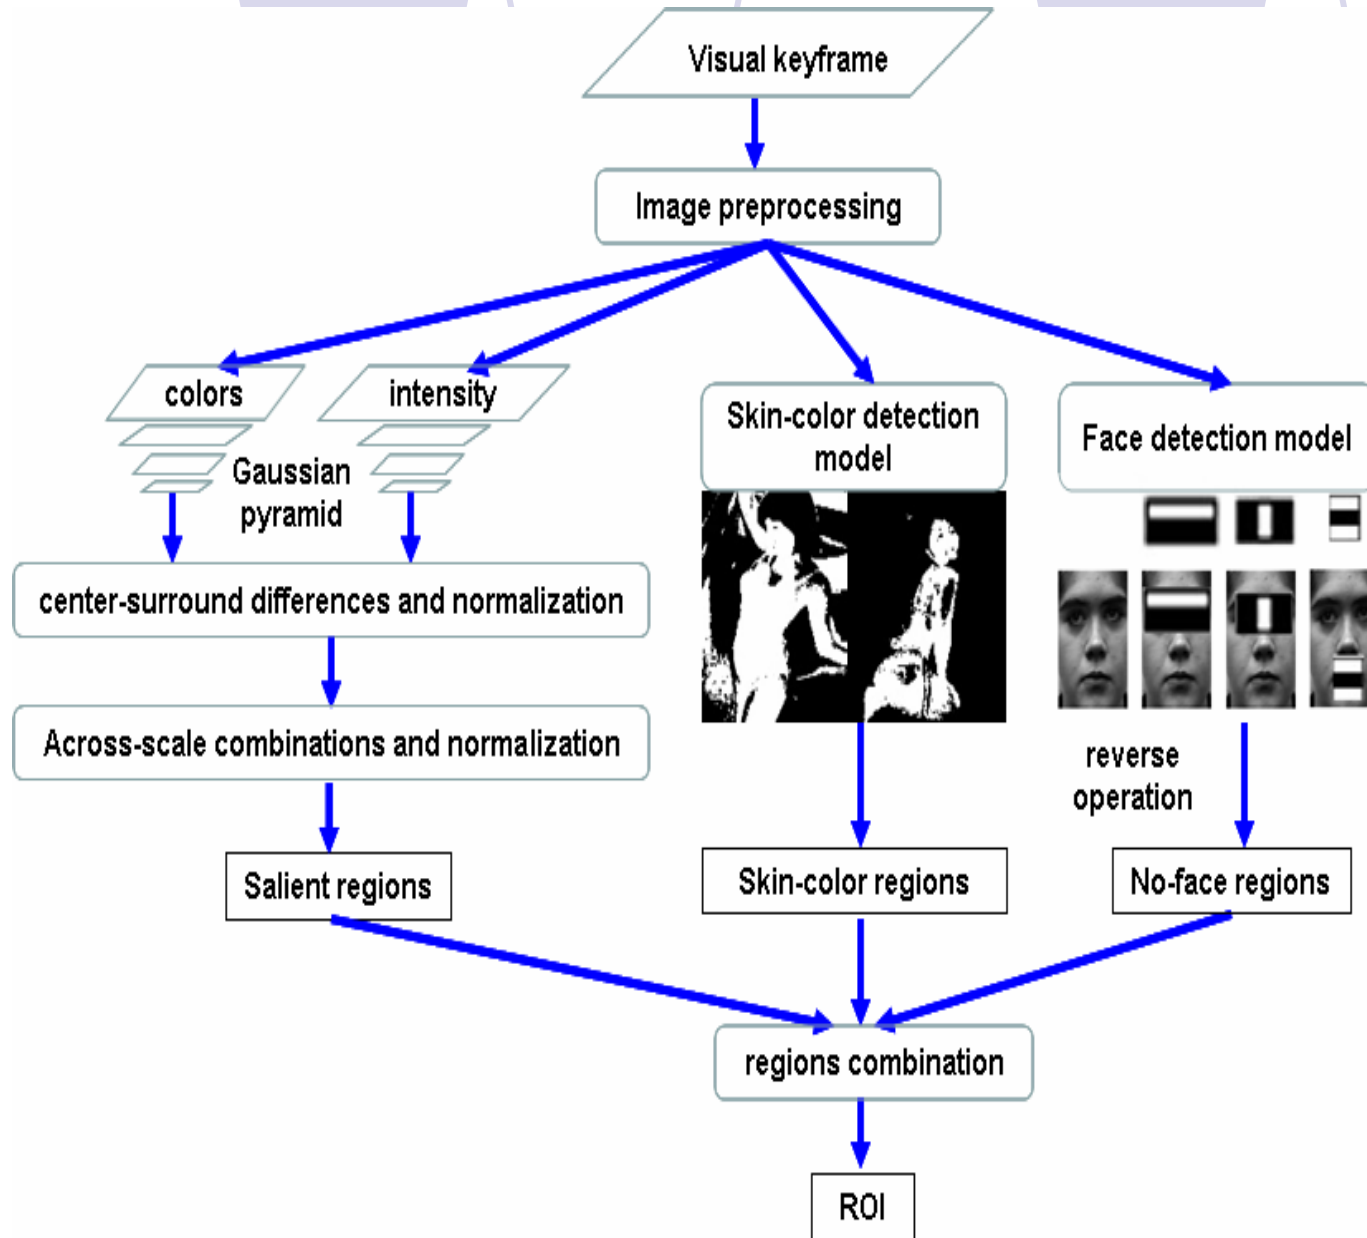 Visual keyframe
Image preprocessing
colors
intensity
Gaussian
pyramid
Skin-color detection
model
Face detection model
center-surround differences and normalization
Across-scale combinations and normalization
reverse
operation
Salient regions
Skin-color regions
No-face regions
regions combination
ROI